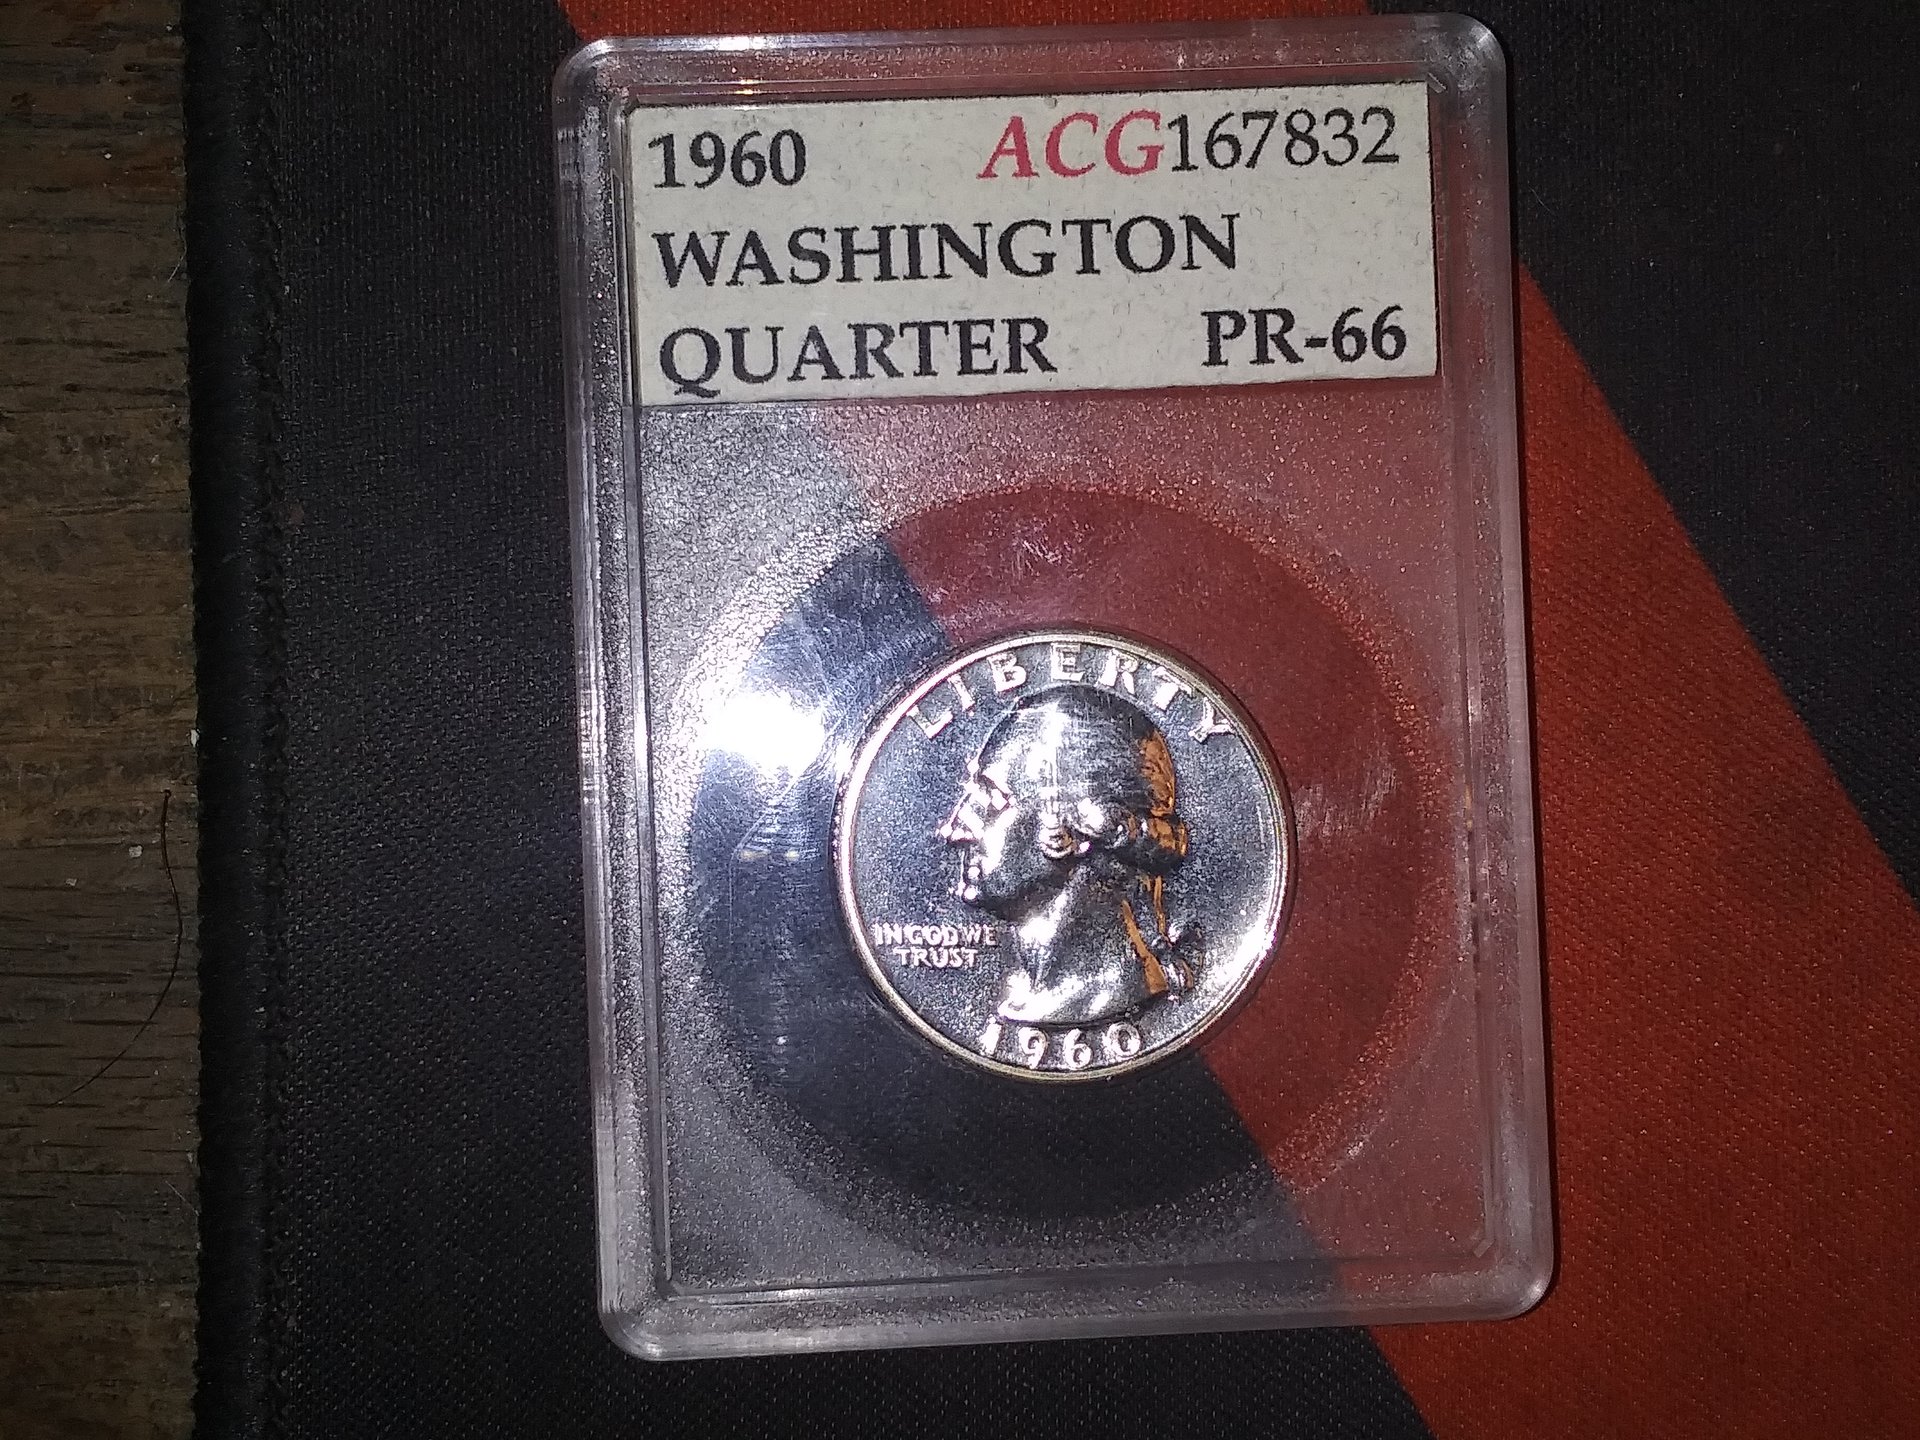 1960 ACG167832
WASHINGTON
QUARTER PR-66
LIBERTY
IN GOD WE
TRUST
1960